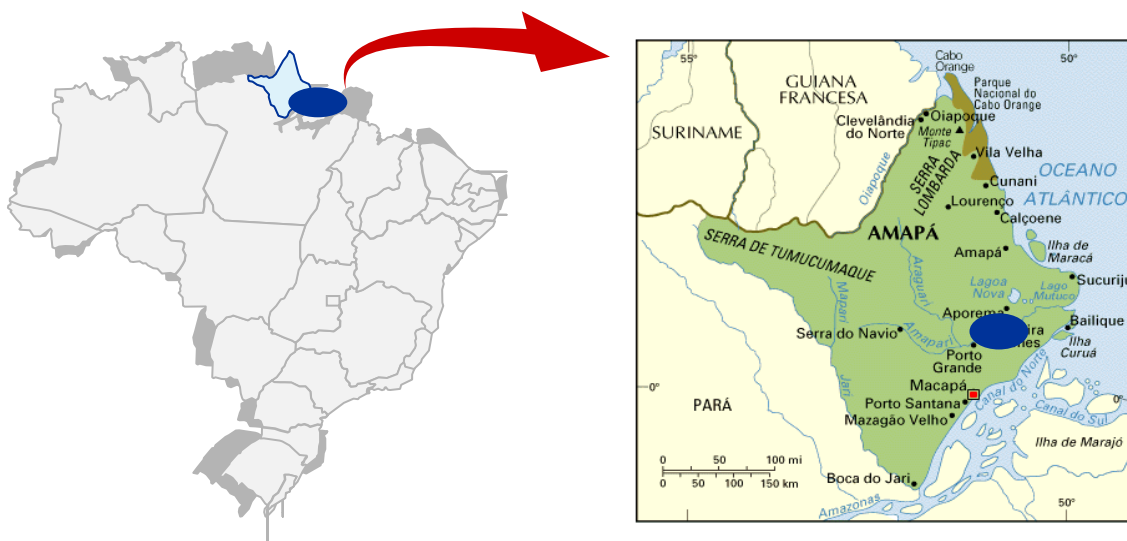 55°
50°
Cabo
Orange
Parque
Nacional do
Cabo Orange
GUIANA
FRANCESA
SURINAME
Clevelândia
do Norte
Oiapoque
Monte
Tipac
Vila Velha
Oiapoque
SERRA
LOMBARDA
OCEANO
ATLÂNTICO
Cunani
Lourenço
Calçoene
AMAPÁ
SERRA DE TUMUCUMAQUE
Amapá
Ilha de
Maracá
Araguari
Mapari
Lagoa
Nova
Lago
Mutuco
Sucuriju
Aporema
Bailique
Serra do Navio
Amapari
Ilha
Curuá
Porto
Grande
Jari
Macapá
Canal do Norte
0°
0°
PARÁ
Porto Santana
Mazagão Velho
Canal do Sul
Ilha de Marajó
0 50 100 mi
0 50 100 150 km
Boca do Jari
Amazonas
50°